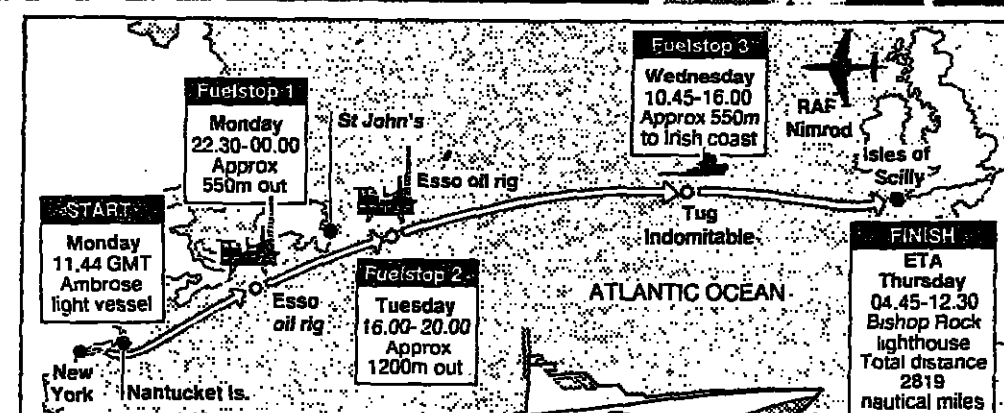 START
Monday
11.44 GMT
Ambrose
light vessel
New
York
Nantucket Is.
Fuelstop 1
Monday
22.30-00.00
Approx
550m out
Esso
oil rig
St John's
Esso oil rig
Fuelstop 2
Tuesday
16.00-20.00
Approx
1200m out
Fuelstop 3
Wednesday
10.45-16.00
Approx 550m
to Irish coast
Tug
Indomitable
RAF
Nimrod
Isles of
Scilly
ATLANTIC OCEAN
FINISH
ETA
Thursday
04.45-12.30
Bishop Rock
lighthouse
Total distance
2819
nautical miles